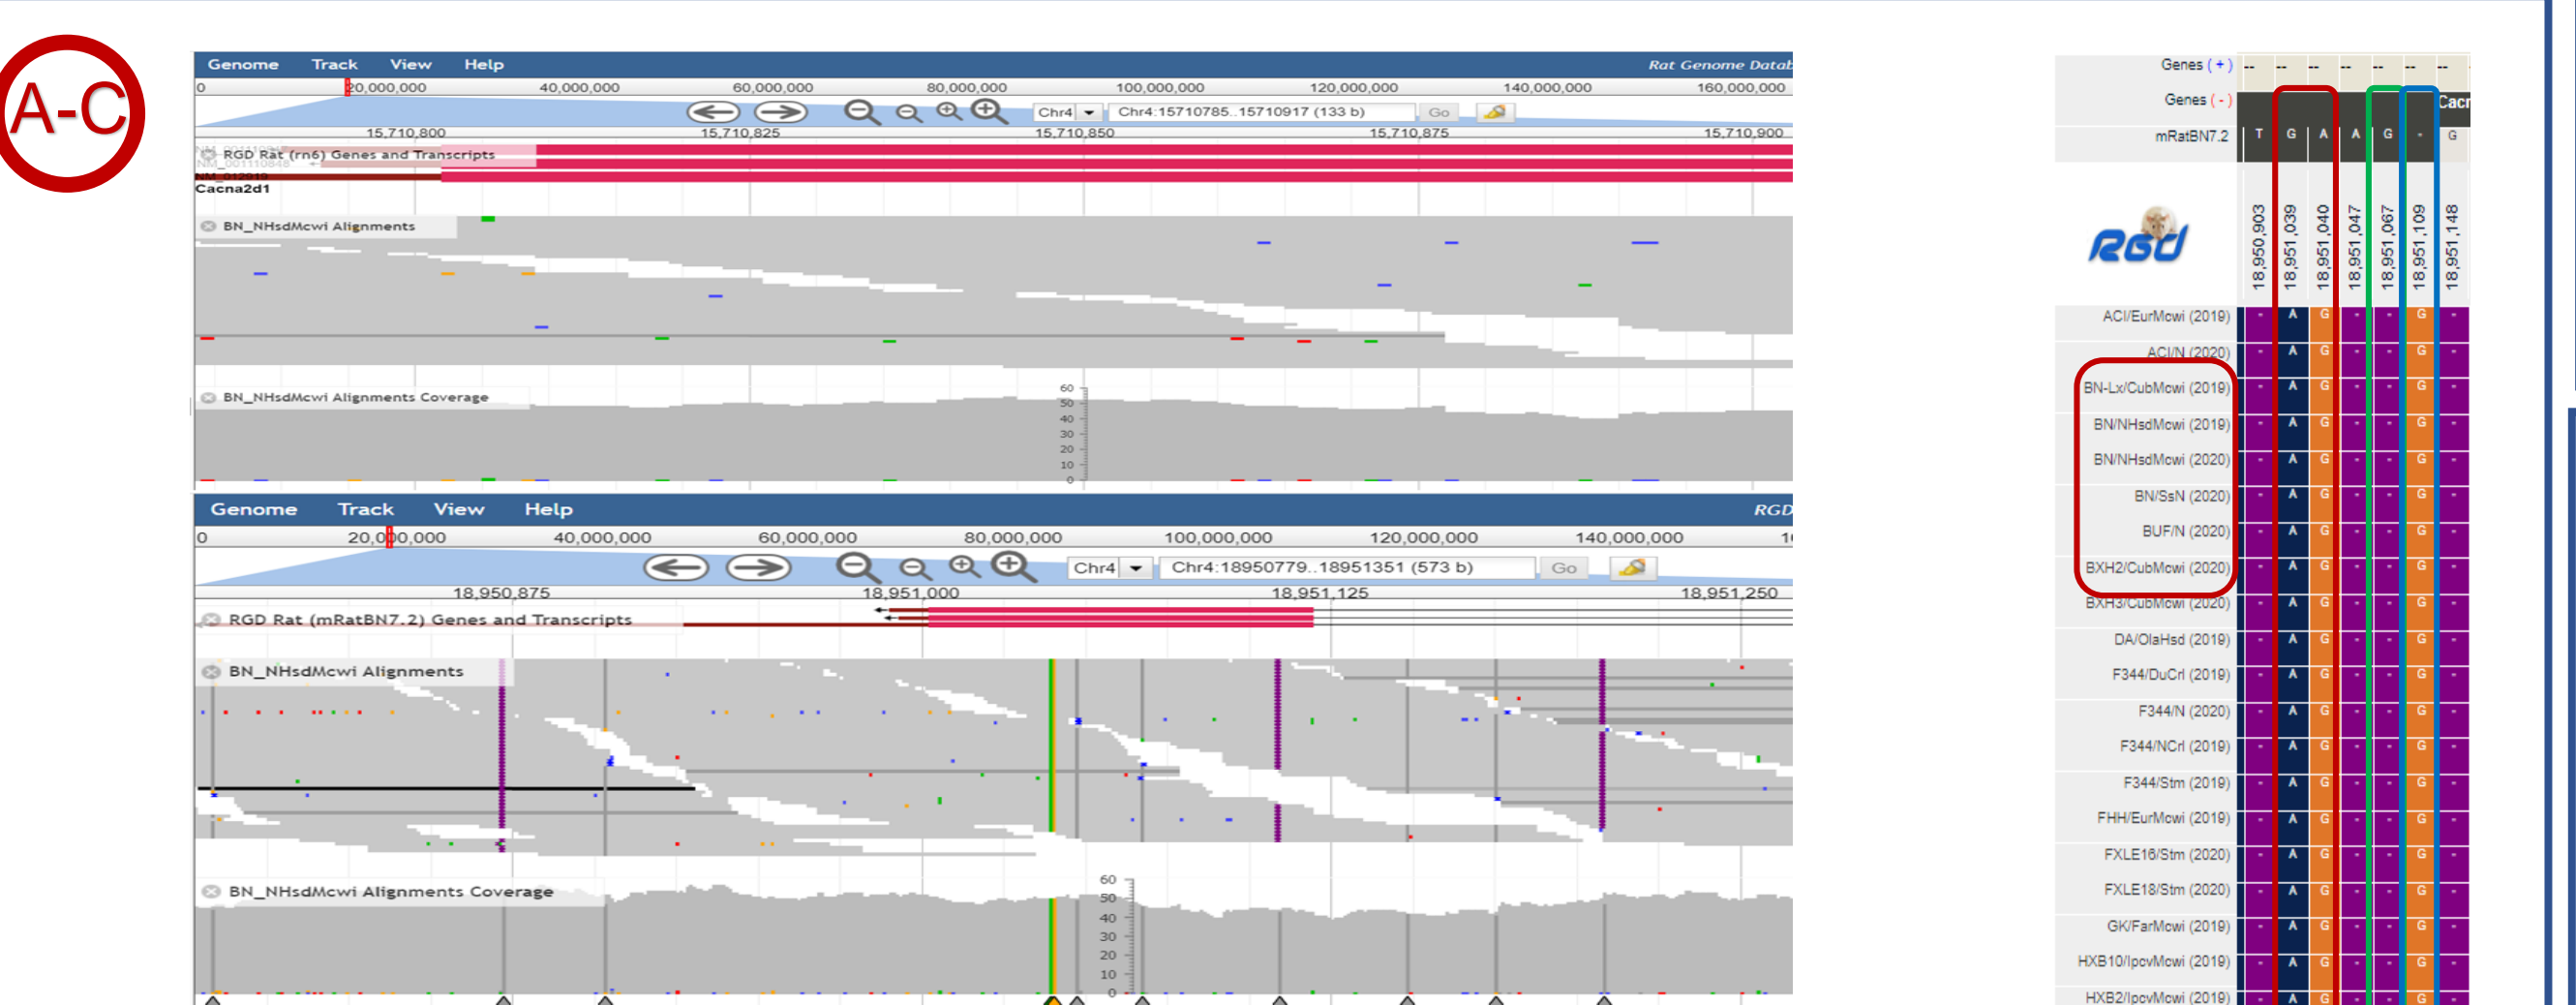 A-C
Genome Track View Help Rat Genome Datab
0 20,000,000 40,000,000 60,000,000 80,000,000 100,000,000 120,000,000 140,000,000 160,000,000
Chr4 Chr4:15710785..15710917 (133 b) Go
15,710,800 15,710,825 15,710,850 15,710,875 15,710,900
RGD Rat (rn6) Genes and Transcripts
NM_012919
Cacna2d1
BN_NHsdMcwi Alignments
BN_NHsdMcwi Alignments Coverage
60
50
40
30
20
10
0
Genome Track View Help RGD
0 20,000,000 40,000,000 60,000,000 80,000,000 100,000,000 120,000,000 140,000,000 1
Chr4 Chr4:18950779..18951351 (573 b) Go
18,950,875 18,951,000 18,951,125 18,951,250
RGD Rat (mRatBN7.2) Genes and Transcripts
BN_NHsdMcwi Alignments
BN_NHsdMcwi Alignments Coverage
60
50
40
30
20
10
0
Genes (+) -- -- -- -- -- -- --
Genes (-) Cacr
mRatBN7.2 T G A A G - G
RGD
18,950,903 18,951,039 18,951,040 18,951,047 18,951,067 18,951,109 18,951,148
ACI/EurMcwi (2019) - A G - - G -
ACI/N (2020) - A G - - G -
BN-Lx/CubMcwi (2019) - A G - - G -
BN/NHsdMcwi (2019) - A G - - G -
BN/NHsdMcwi (2020) - A G - - G -
BN/SsN (2020) - A G - - G -
BUF/N (2020) - A G - - G -
BXH2/CubMcwi (2020) - A G - - G -
BXH3/CubMcwi (2020) - A G - - G -
DA/OlaHsd (2019) - A G - - G -
F344/DuCrl (2019) - A G - - G -
F344/N (2020) - A G - - G -
F344/NCrl (2019) - A G - - G -
F344/Stm (2019) - A G - - G -
FHH/EurMcwi (2019) - A G - - G -
FXLE16/Stm (2020) - A G - - G -
FXLE18/Stm (2020) - A G - - G -
GK/FarMcwi (2019) - A G - - G -
HXB10/IpcvMcwi (2019) - A G - - G -
HXB2/IpcvMcwi (2019) - A G - - G -